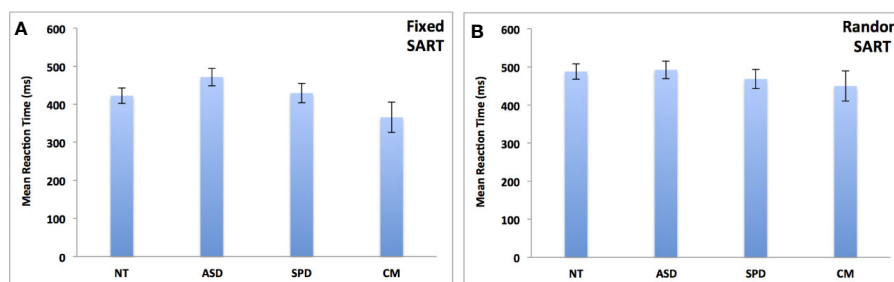 A
Fixed
SART
Mean Reaction Time (ms)
600
500
400
300
200
100
0
NT ASD SPD CM
B
Random
SART
Mean Reaction Time (ms)
600
500
400
300
200
100
0
NT ASD SPD CM